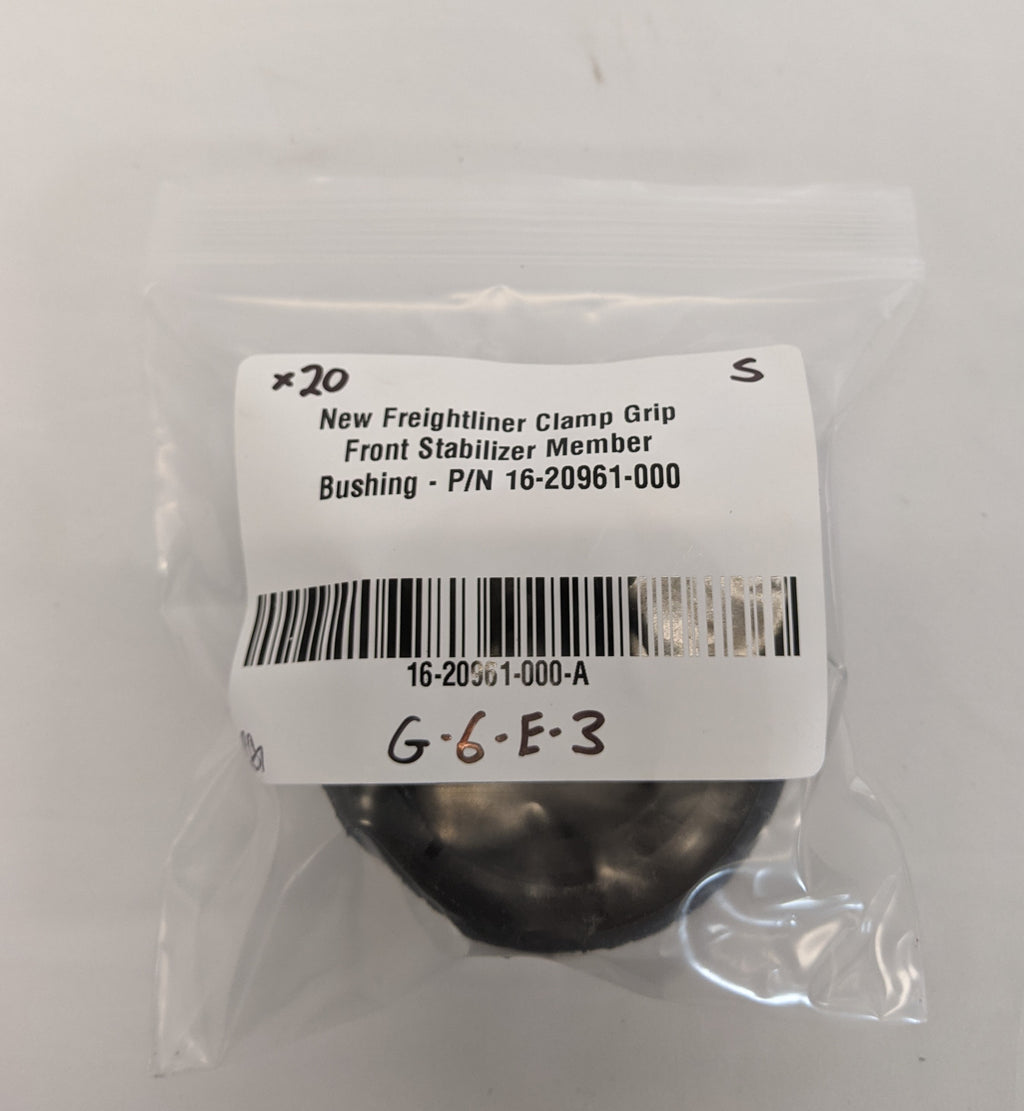 x20 S
New Freightliner Clamp Grip
Front Stabilizer Member
Bushing - P/N 16-20961-000
16-20961-000-A
G·6·E·3